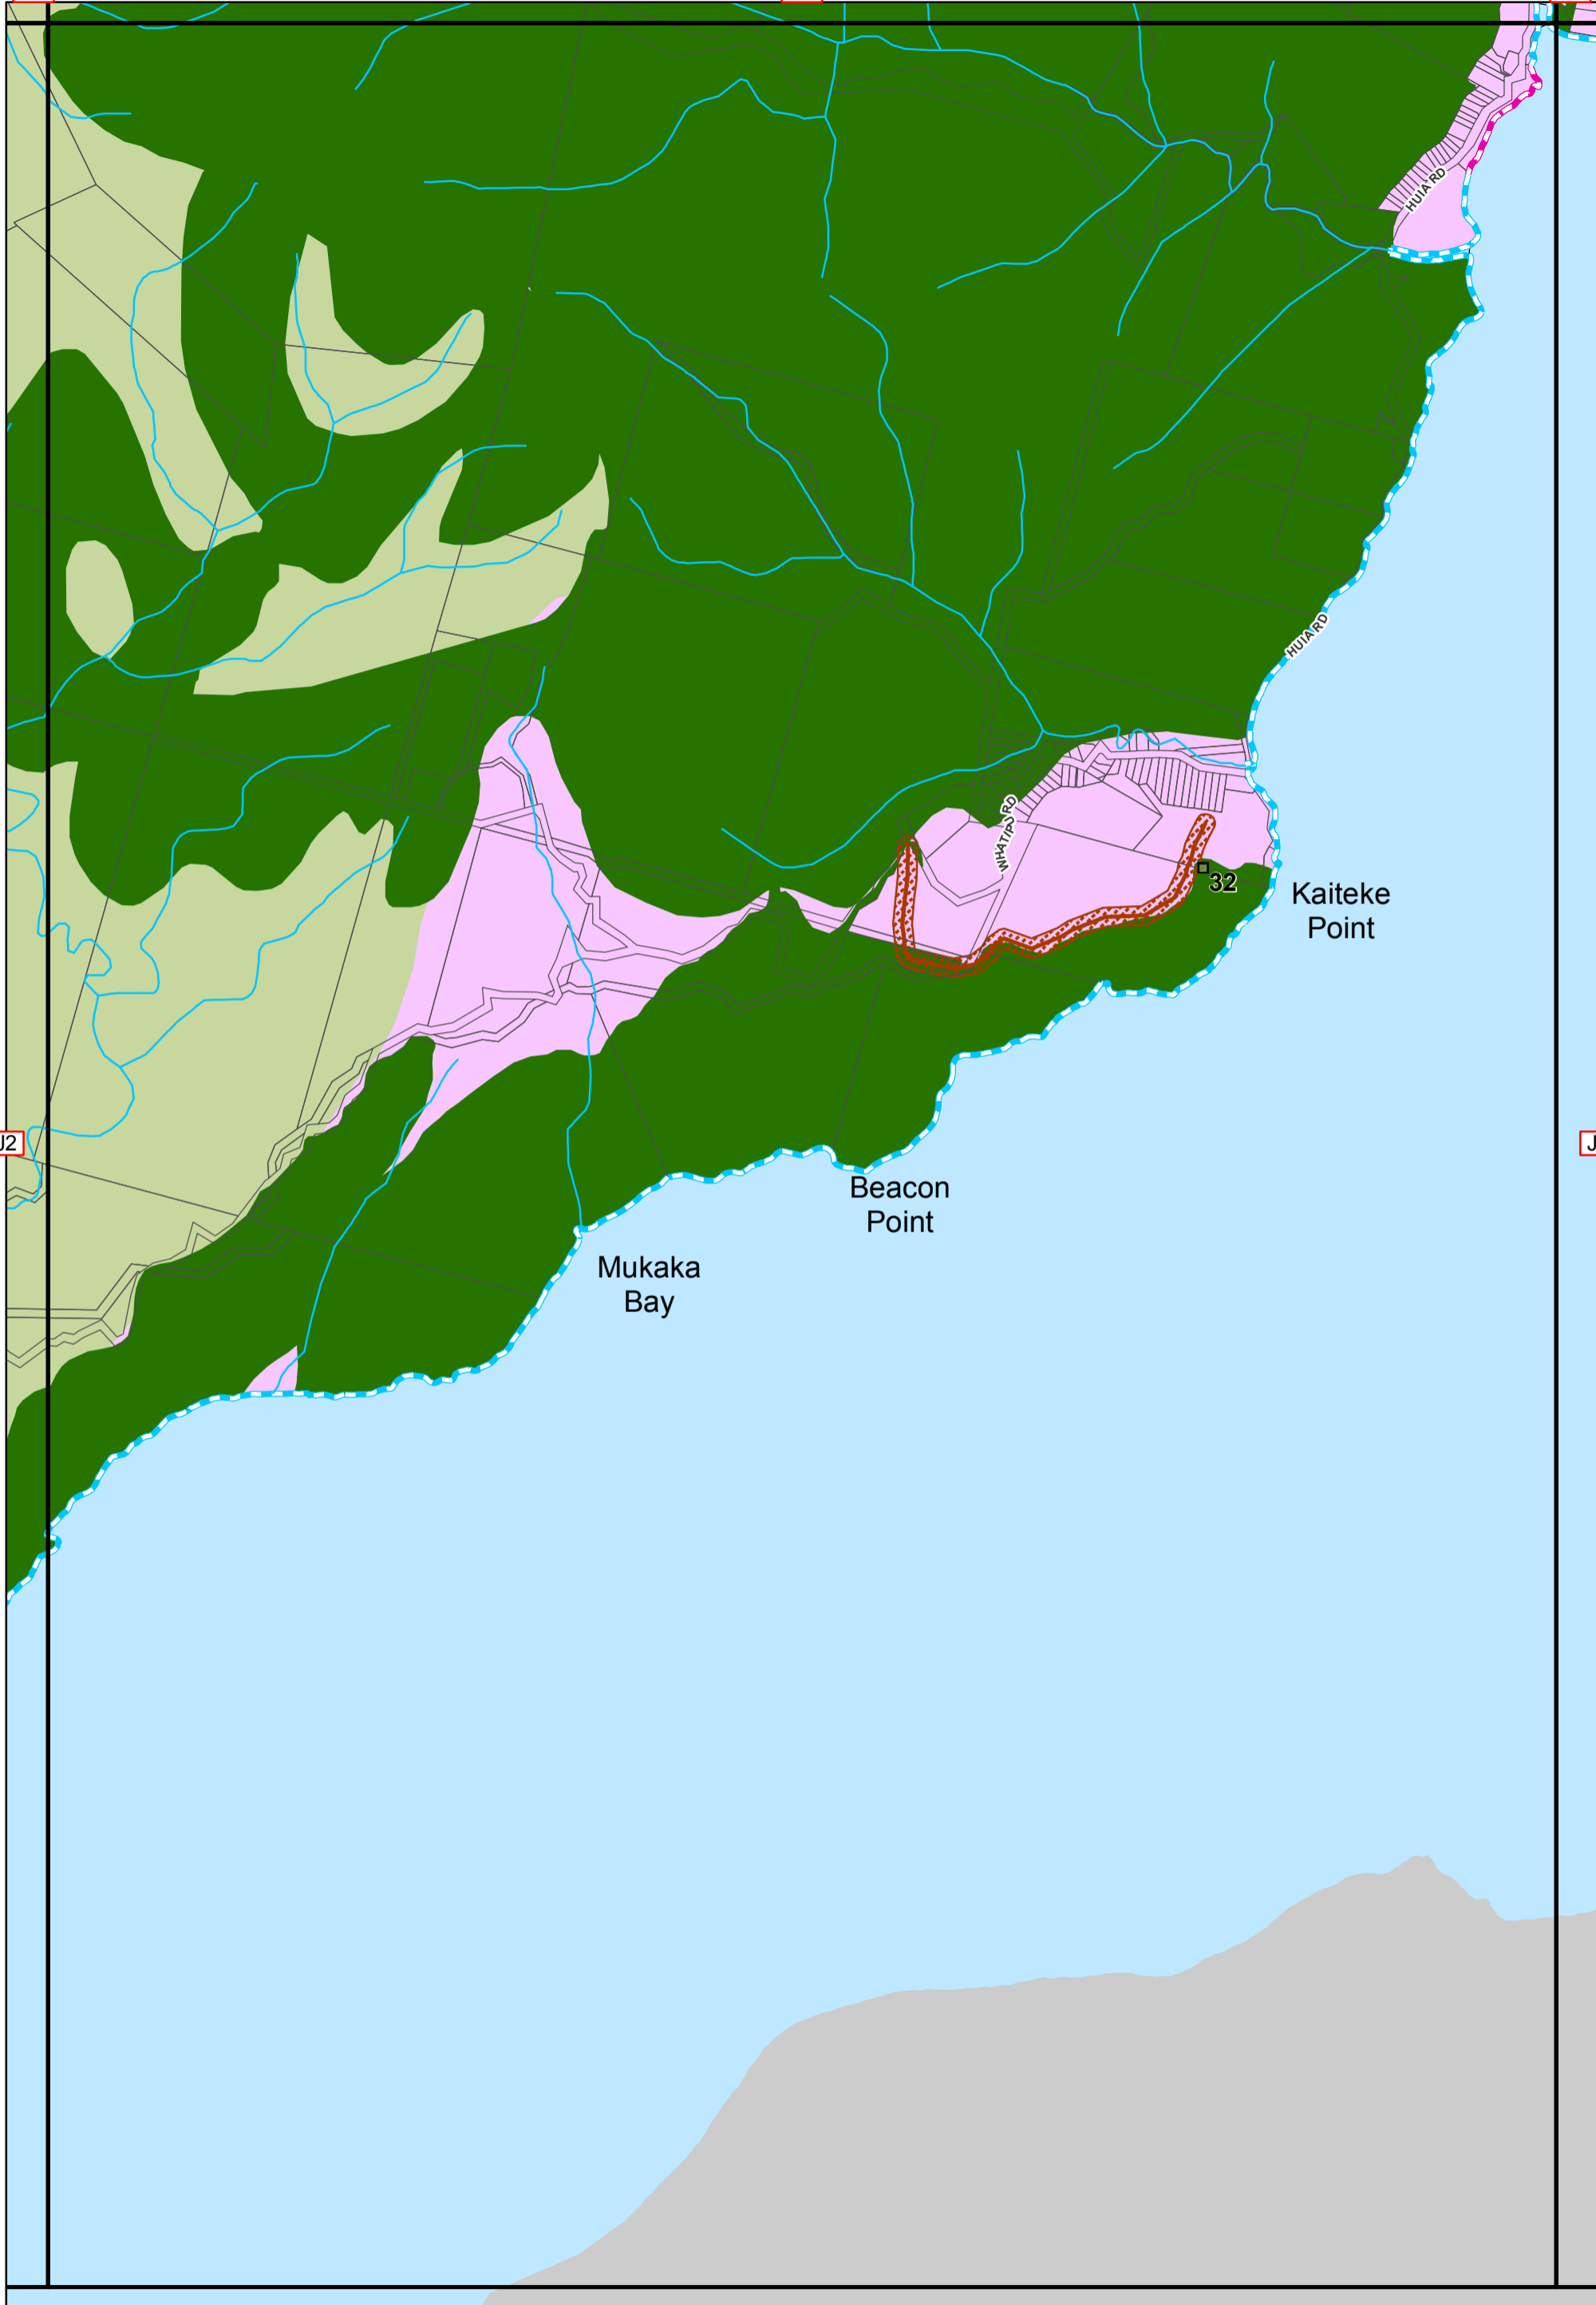 HUIA RD
HUIA RD
WHATIPU RD
32
Kaiteke
Point
J2
J
Beacon
Point
Mukaka
Bay